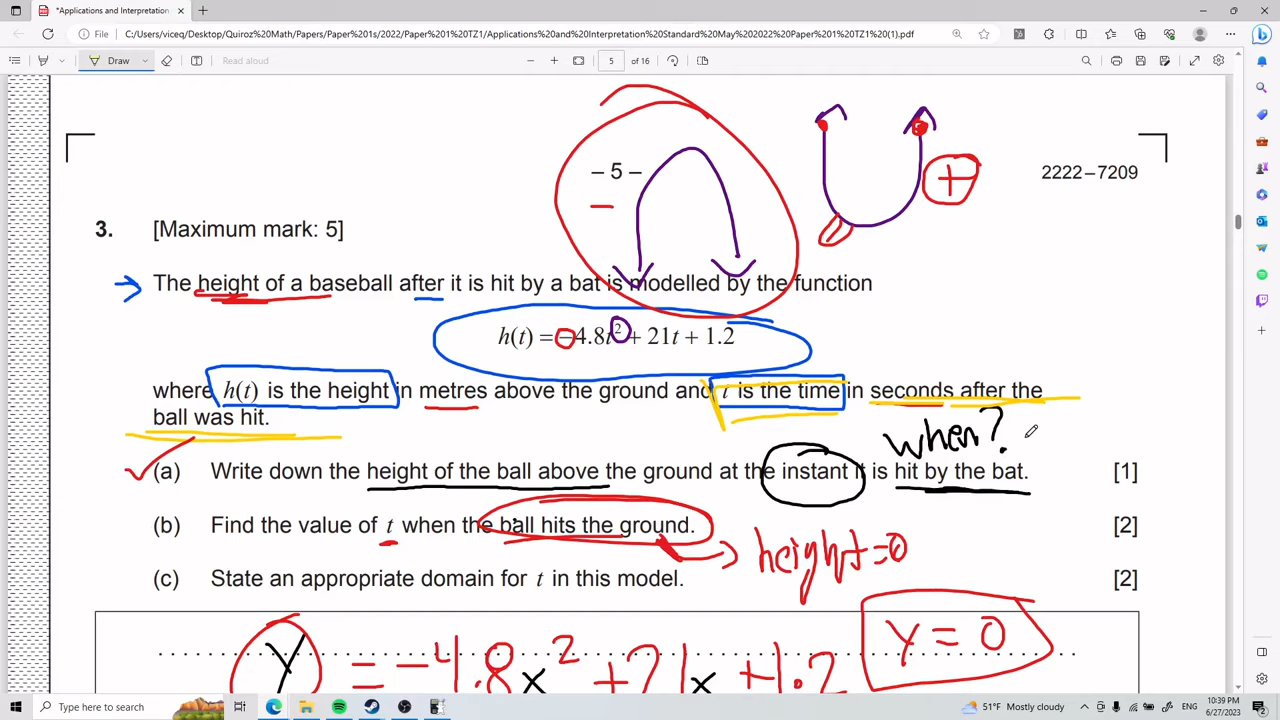 *Applications and Interpretation
File
C:/Users/viceq/Desktop/Quiroz%20Math/Papers/Paper%201s/2022/Paper%201%20TZ1/Applications%20and%20Interpretation%20Standard%20May%202022%20Paper%201%20TZ1%20(1).pdf
Draw
Read aloud
5 of 16
– 5 –
2222–7209
–
+
3. [Maximum mark: 5]
The height of a baseball after it is hit by a bat is modelled by the function
h(t) = −4.8t² + 21t + 1.2
where h(t) is the height in metres above the ground and t is the time in seconds after the
ball was hit.
when?
(a) Write down the height of the ball above the ground at the instant it is hit by the bat. [1]
(b) Find the value of t when the ball hits the ground. [2]
height=0
(c) State an appropriate domain for t in this model. [2]
y = 0
y = −4.8x² + 21x + 1.2
Type here to search
51°F Mostly cloudy
10:39 PM
6/27/2023
2